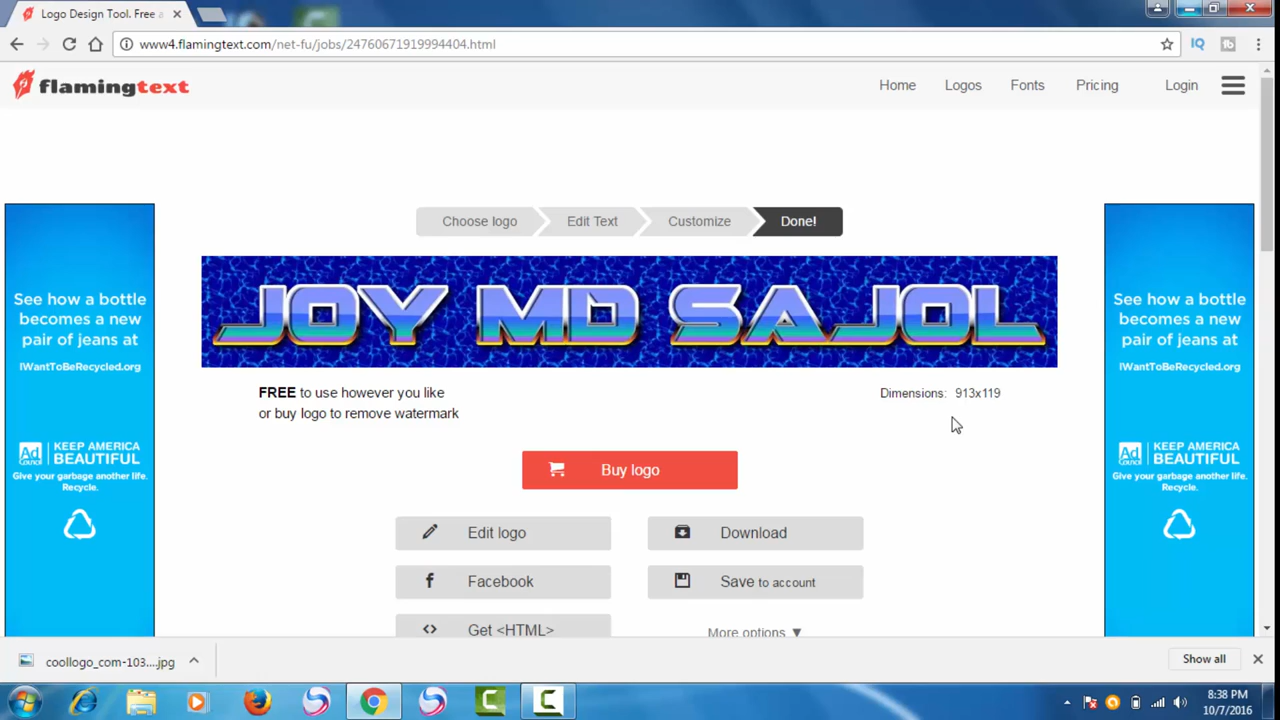 Logo Design Tool. Free a
www4.flamingtext.com/net-fu/jobs/24760671919994404.html
flamingtext
Home
Logos
Fonts
Pricing
Login
Choose logo
Edit Text
Customize
Done!
JOY MD SAJOL
FREE to use however you like
or buy logo to remove watermark
Dimensions: 913x119
Buy logo
Edit logo
Download
Facebook
Save to account
Get <HTML>
More options ▼
See how a bottle
becomes a new
pair of jeans at
IWantToBeRecycled.org
Ad
COUNCIL
KEEP AMERICA
BEAUTIFUL
Give your garbage another life.
Recycle.
See how a bottle
becomes a new
pair of jeans at
IWantToBeRecycled.org
Ad
COUNCIL
KEEP AMERICA
BEAUTIFUL
Give your garbage another life.
Recycle.
coollogo_com-103....jpg
Show all
8:38 PM
10/7/2016